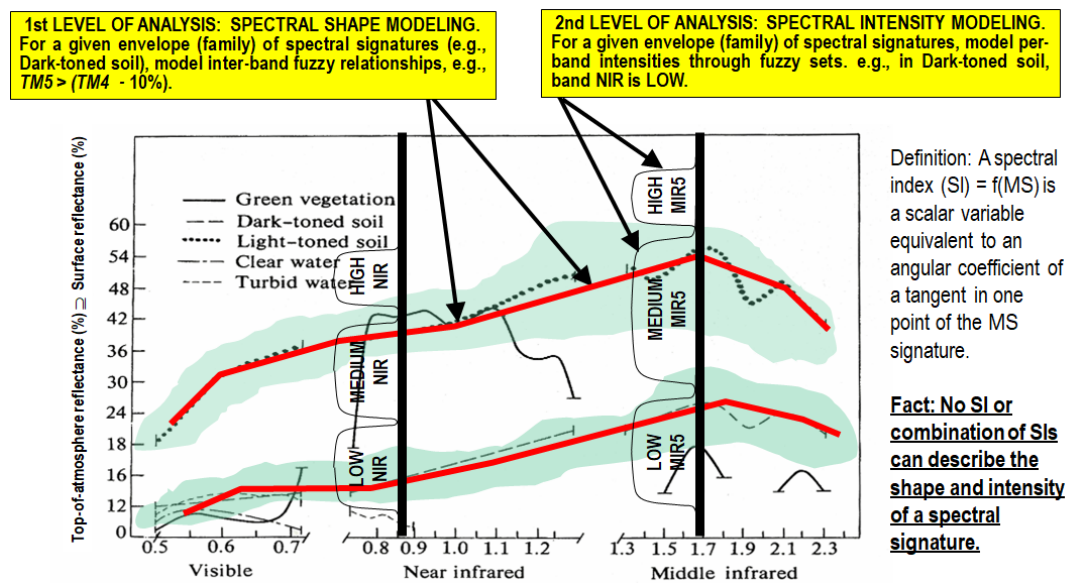 1st LEVEL OF ANALYSIS: SPECTRAL SHAPE MODELING.
For a given envelope (family) of spectral signatures (e.g.,
Dark-toned soil), model inter-band fuzzy relationships, e.g.,
TM5 > (TM4 - 10%).
2nd LEVEL OF ANALYSIS: SPECTRAL INTENSITY MODELING.
For a given envelope (family) of spectral signatures, model per-
band intensities through fuzzy sets. e.g., in Dark-toned soil,
band NIR is LOW.
Top-of-atmosphere reflectance (%) ⊇ Surface reflectance (%)
Green vegetation
Dark-toned soil
Light-toned soil
Clear water
Turbid water
60
54
48
42
36
30
24
18
16
12
0
HIGH
NIR
MEDIUM
NIR
LOW
NIR
HIGH
MIR5
MEDIUM
MIR5
LOW
MIR5
0.5 0.6 0.7 0.8 0.9 1.0 1.2 1.3 1.5 1.7 1.9 2.1 2.3
Visible Near infrared Middle infrared
Definition: A spectral
index (SI) = f(MS) is
a scalar variable
equivalent to an
angular coefficient of
a tangent in one
point of the MS
signature.
Fact: No SI or
combination of SIs
can describe the
shape and intensity
of a spectral
signature.